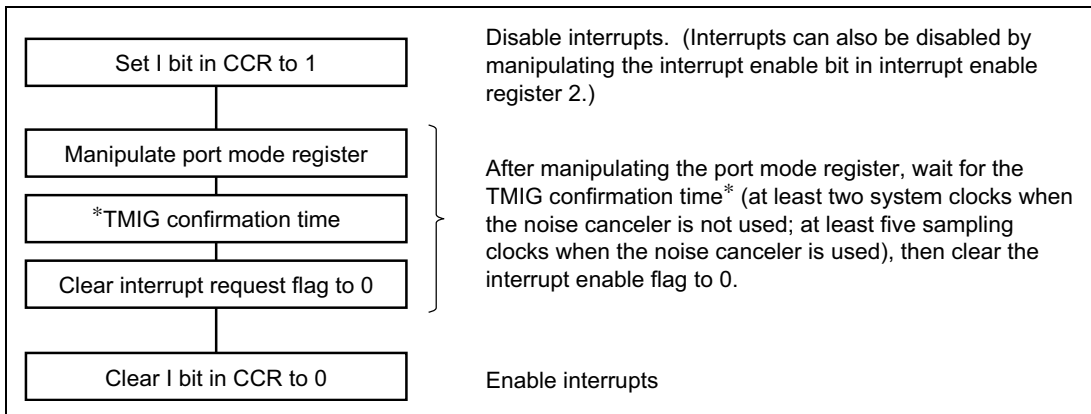 Set I bit in CCR to 1
Disable interrupts. (Interrupts can also be disabled by
manipulating the interrupt enable bit in interrupt enable
register 2.)
Manipulate port mode register
*TMIG confirmation time
Clear interrupt request flag to 0
After manipulating the port mode register, wait for the
TMIG confirmation time* (at least two system clocks when
the noise canceler is not used; at least five sampling
clocks when the noise canceler is used), then clear the
interrupt enable flag to 0.
Clear I bit in CCR to 0
Enable interrupts